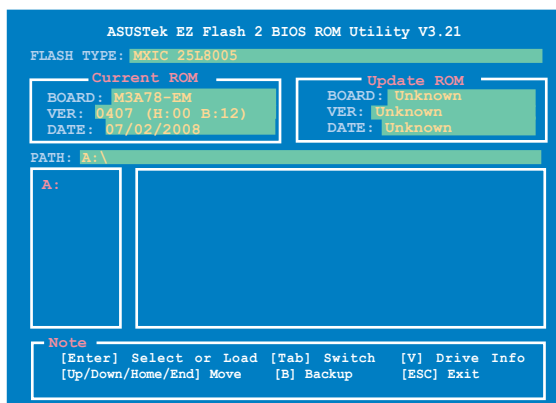 ASUSTek EZ Flash 2 BIOS ROM Utility V3.21
FLASH TYPE: MXIC 25L8005
Current ROM
BOARD: M3A78-EM
VER: 0407 (H:00 B:12)
DATE: 07/02/2008
Update ROM
BOARD: Unknown
VER: Unknown
DATE: Unknown
PATH: A:\
A:
Note
[Enter] Select or Load [Tab] Switch [V] Drive Info
[Up/Down/Home/End] Move [B] Backup [ESC] Exit